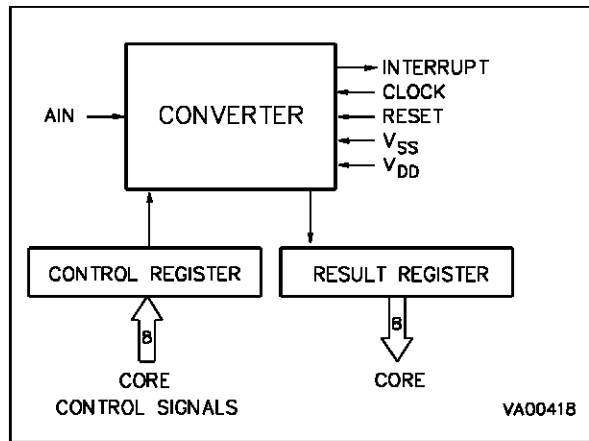 INTERRUPT
CLOCK
AIN
CONVERTER
RESET
VSS
VDD
CONTROL REGISTER
RESULT REGISTER
8
8
CORE
CONTROL SIGNALS
CORE
VA00418